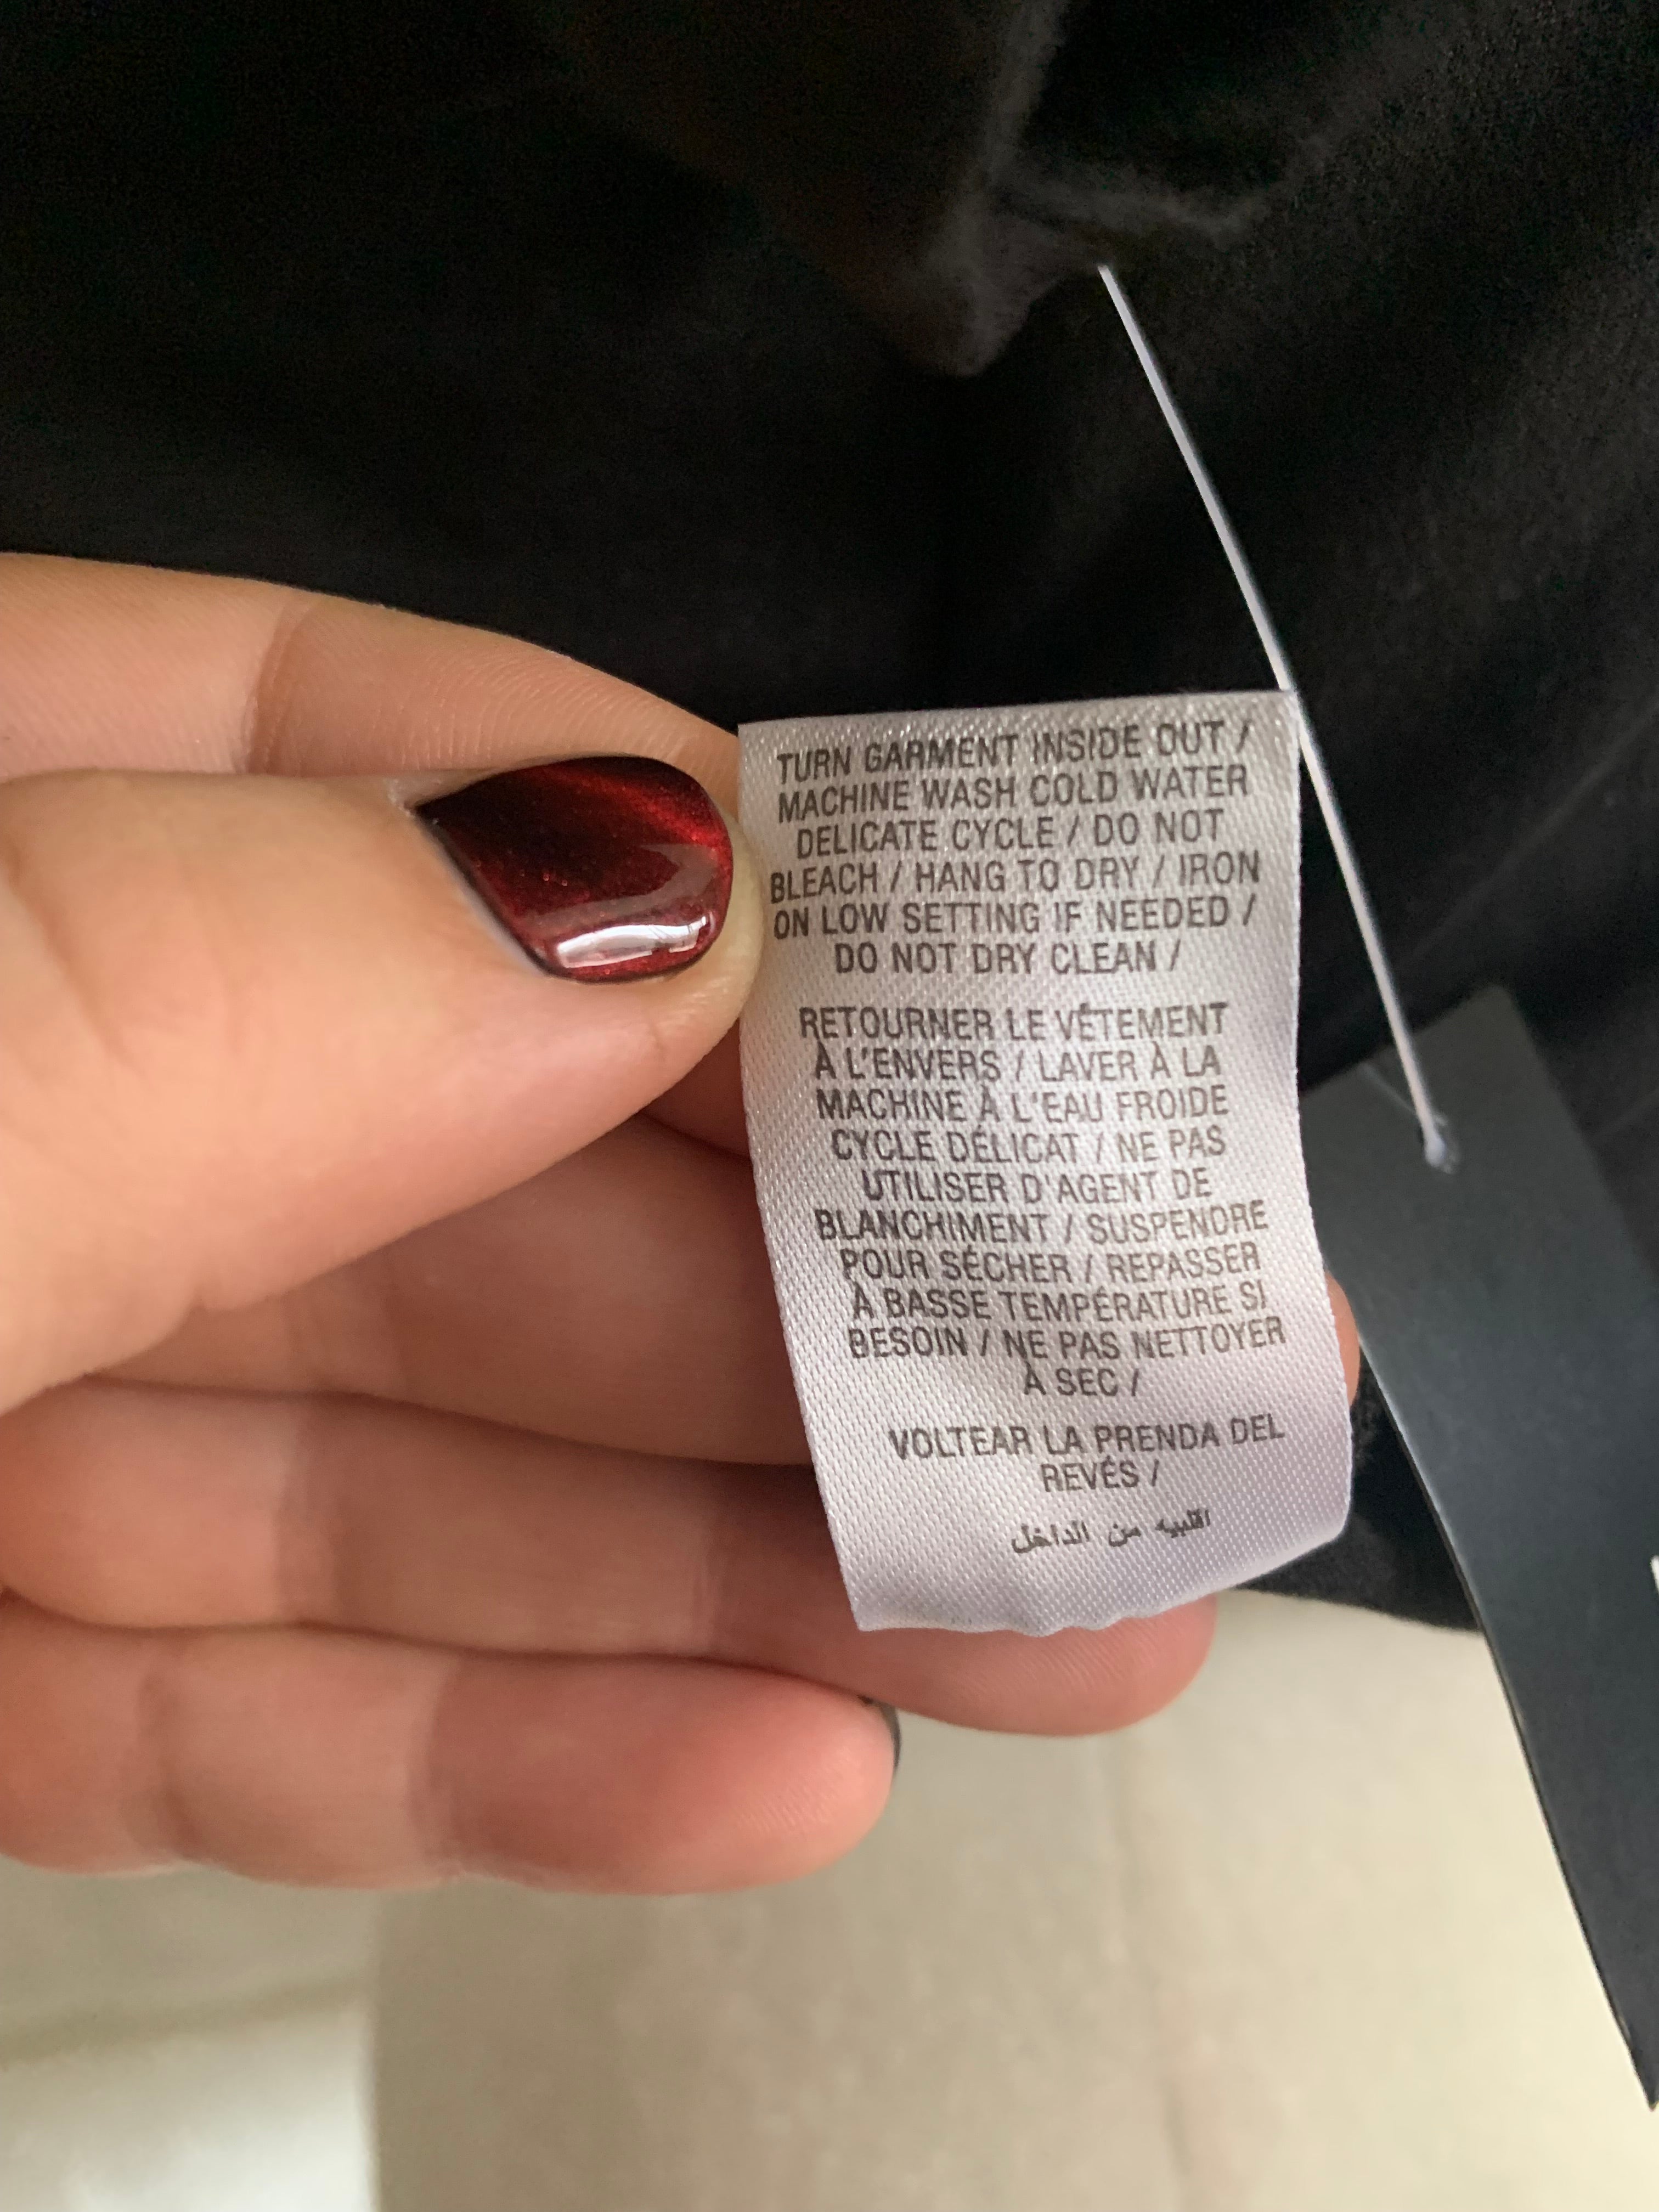 TURN GARMENT INSIDE OUT /
MACHINE WASH COLD WATER
DELICATE CYCLE / DO NOT
BLEACH / HANG TO DRY / IRON
ON LOW SETTING IF NEEDED /
DO NOT DRY CLEAN /
RETOURNER LE VÉTEMENT
À L'ENVERS / LAVER À LA
MACHINE À L'EAU FROIDE
CYCLE DÉLICAT / NE PAS
UTILISER D'AGENT DE
BLANCHIMENT / SUSPENDRE
POUR SÉCHER / REPASSER
À BASSE TEMPÉRATURE SI
BESOIN / NE PAS NETTOYER
À SEC /
VOLTEAR LA PRENDA DEL
REVÉS /
اقلبيه من الداخل